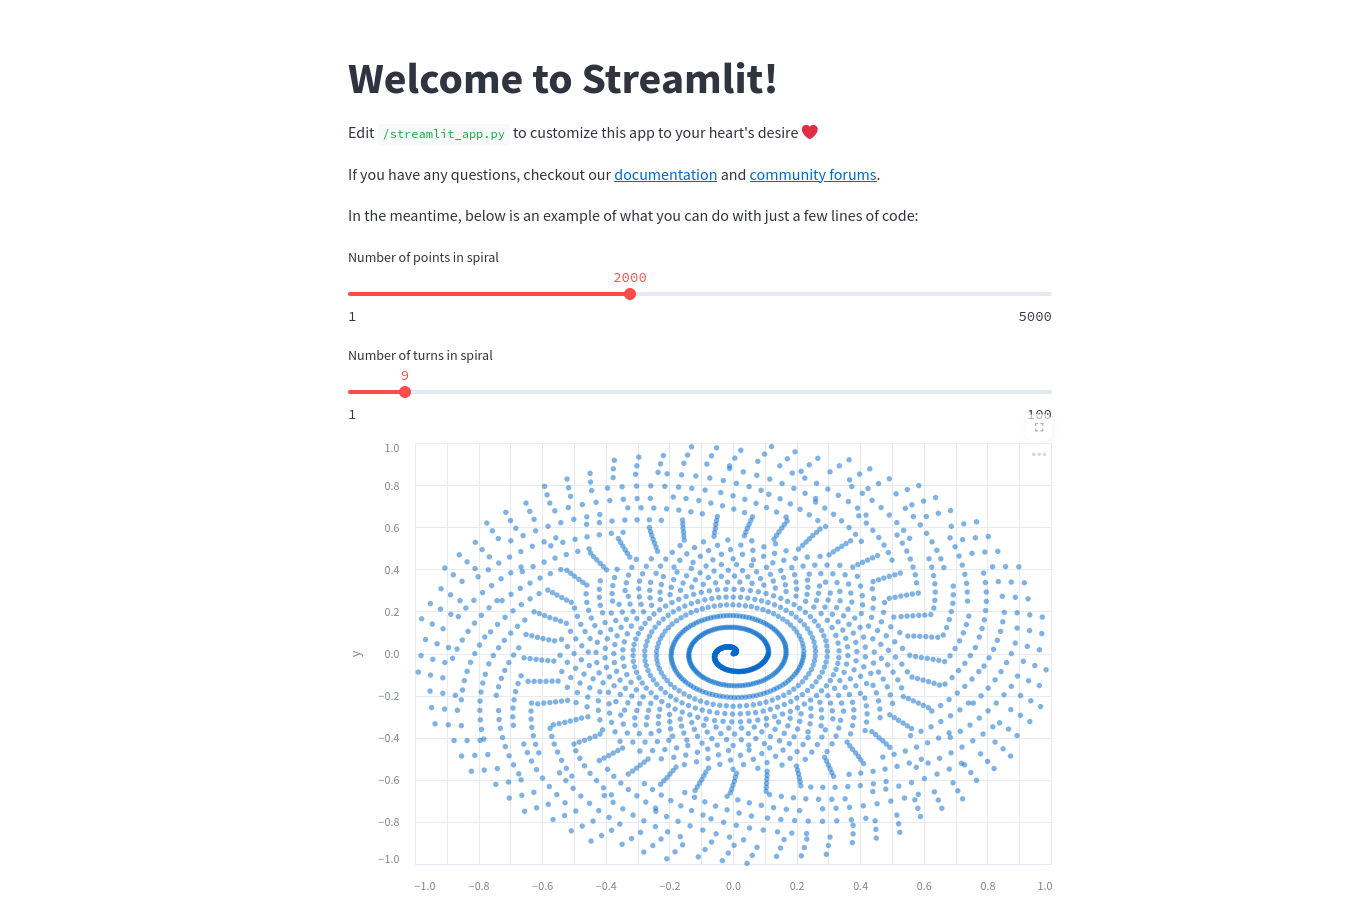 Welcome to Streamlit!
Edit /streamlit_app.py to customize this app to your heart's desire ❤️
If you have any questions, checkout our documentation and community forums.
In the meantime, below is an example of what you can do with just a few lines of code:
Number of points in spiral
2000
1 5000
Number of turns in spiral
9
1 100
1.0
0.8
0.6
0.4
0.2
y 0.0
−0.2
−0.4
−0.6
−0.8
−1.0
−1.0 −0.8 −0.6 −0.4 −0.2 0.0 0.2 0.4 0.6 0.8 1.0